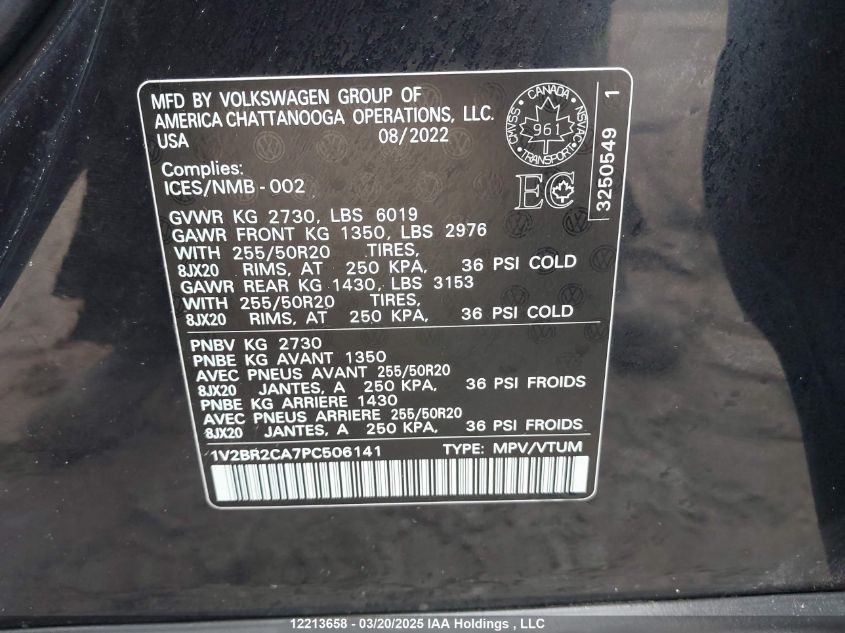 MFD BY VOLKSWAGEN GROUP OF
AMERICA CHATTANOOGA OPERATIONS, LLC.
USA 08/2022
Complies:
ICES/NMB-002
CANADA
CMVSS
NSVAC
961
TRANSPORT
EC
3250549 1
GVWR KG 2730, LBS 6019
GAWR FRONT KG 1350, LBS 2976
WITH 255/50R20 TIRES,
8JX20 RIMS, AT 250 KPA, 36 PSI COLD
GAWR REAR KG 1430, LBS 3153
WITH 255/50R20 TIRES,
8JX20 RIMS, AT 250 KPA, 36 PSI COLD
PNBV KG 2730
PNBE KG AVANT 1350
AVEC PNEUS AVANT 255/50R20
8JX20 JANTES, A 250 KPA, 36 PSI FROIDS
PNBE KG ARRIERE 1430
AVEC PNEUS ARRIERE 255/50R20
8JX20 JANTES, A 250 KPA, 36 PSI FROIDS
1V2BR2CA7PC506141 TYPE: MPV/VTUM
12213658 - 03/20/2025 IAA Holdings , LLC